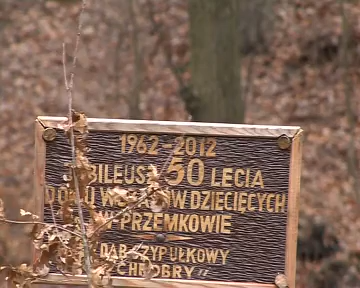 1962-2012
JUBILEUSZ 50 LECIA
DOMU WCZASÓW DZIECIĘCYCH
W PRZEMKOWIE
"DĄB SZYPUŁKOWY
CHROBRY"